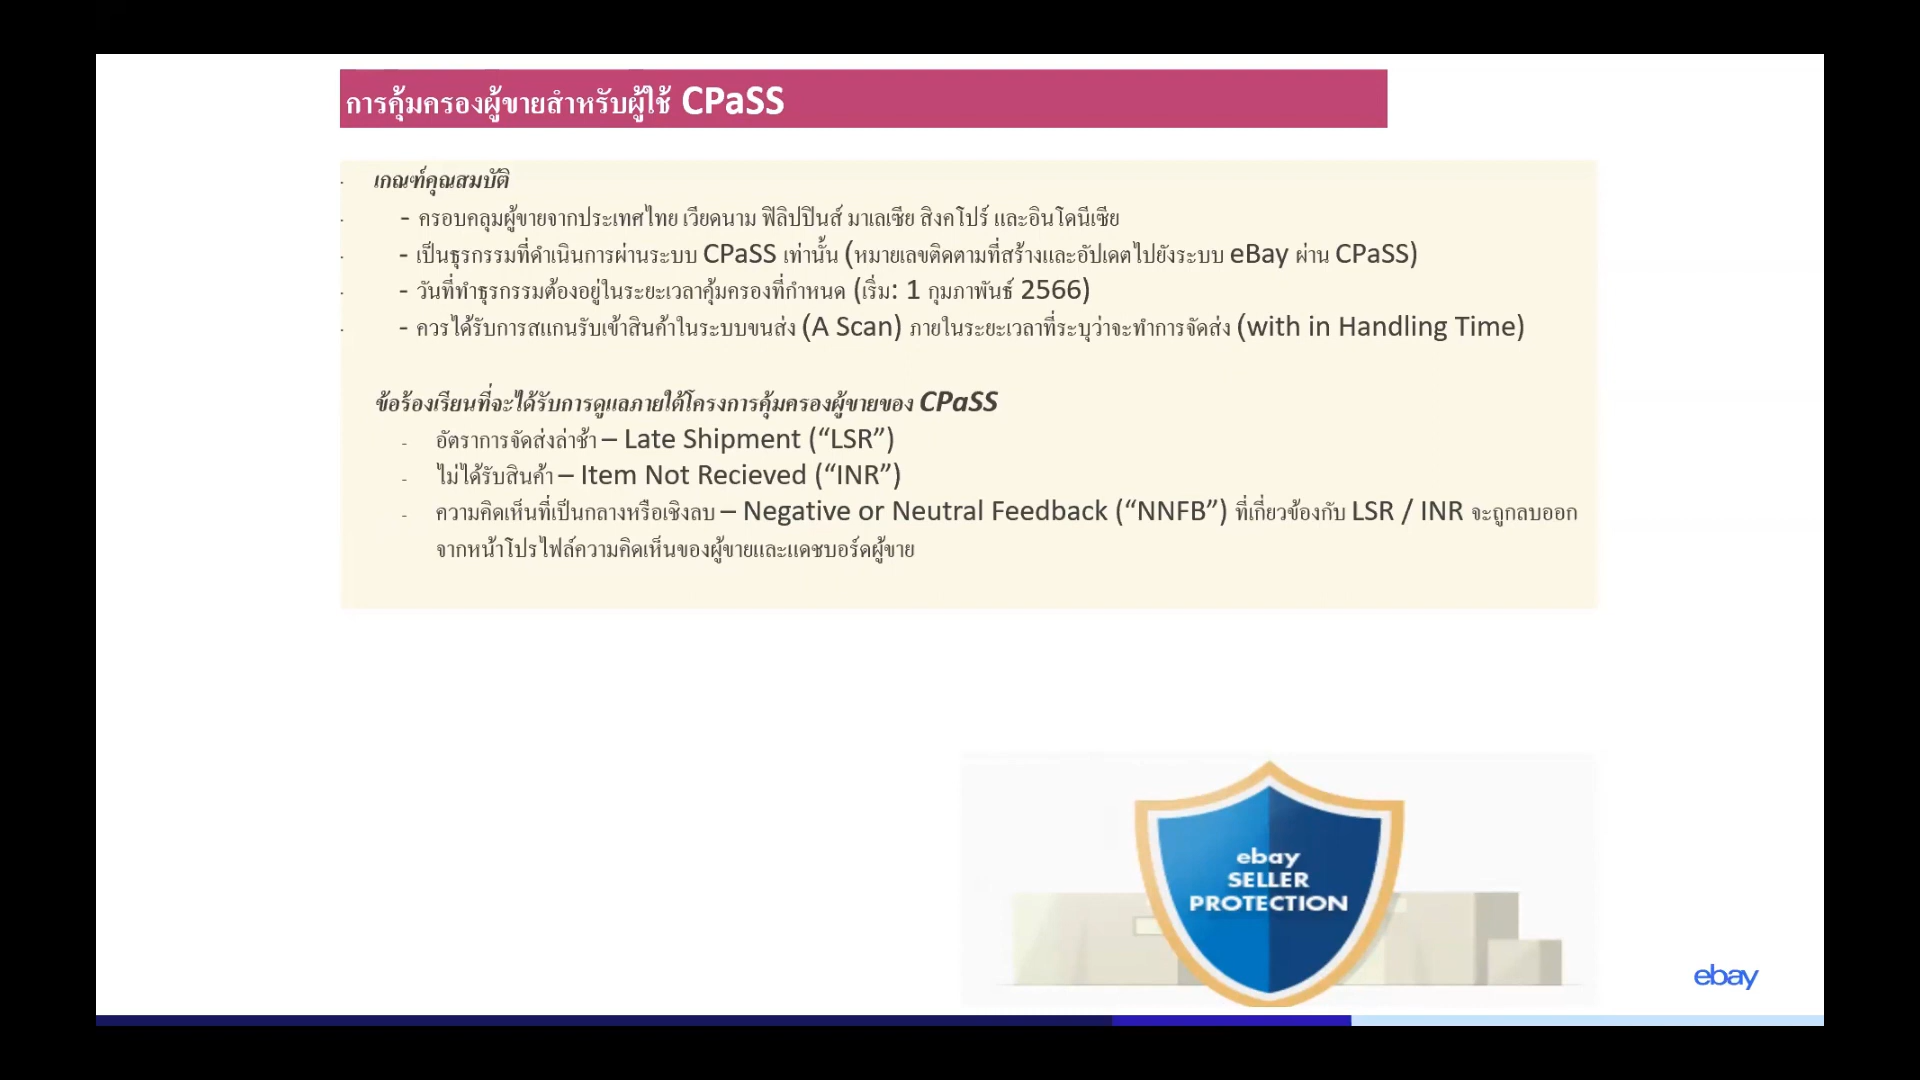 การคุ้มครองผู้ขายสำหรับผู้ใช้ CPaSS
เกณฑ์คุณสมบัติ
- ครอบคลุมผู้ขายจากประเทศไทย เวียดนาม ฟิลิปปินส์ มาเลเซีย สิงคโปร์ และอินโดนีเซีย
- เป็นธุรกรรมที่ดำเนินการผ่านระบบ CPaSS เท่านั้น (หมายเลขติดตามที่สร้างและอัปเดตไปยังระบบ eBay ผ่าน CPaSS)
- วันที่ทำธุรกรรมต้องอยู่ในระยะเวลาคุ้มครองที่กำหนด (เริ่ม: 1 กุมภาพันธ์ 2566)
- ควรได้รับการสแกนรับเข้าสินค้าในระบบขนส่ง (A Scan) ภายในระยะเวลาที่ระบุว่าจะทำการจัดส่ง (with in Handling Time)
ข้อร้องเรียนที่จะได้รับการดูแลภายใต้โครงการคุ้มครองผู้ขายของ CPaSS
- อัตราการจัดส่งล่าช้า – Late Shipment (“LSR”)
- ไม่ได้รับสินค้า – Item Not Recieved (“INR”)
- ความคิดเห็นที่เป็นกลางหรือเชิงลบ – Negative or Neutral Feedback (“NNFB”) ที่เกี่ยวข้องกับ LSR / INR จะถูกลบออก
จากหน้าโปรไฟล์ความคิดเห็นของผู้ขายและแดชบอร์ดผู้ขาย
ebay
SELLER
PROTECTION
ebay